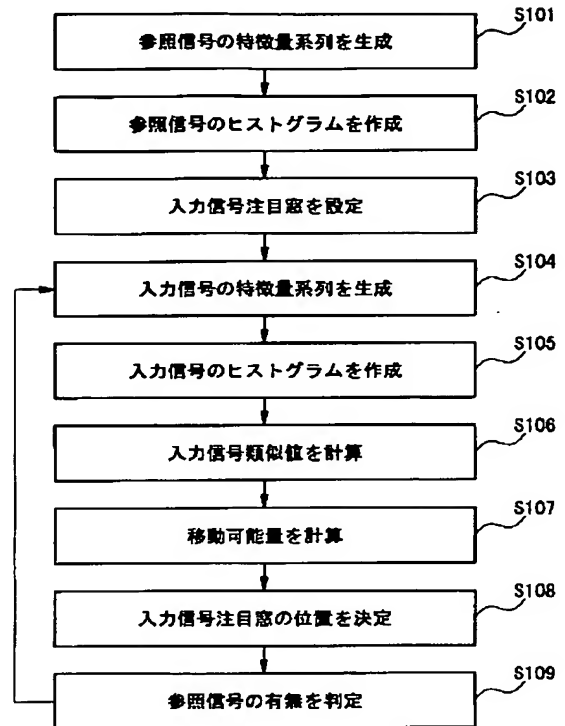 S101
参照信号の特徴量系列を生成
S102
参照信号のヒストグラムを作成
S103
入力信号注目窓を設定
S104
入力信号の特徴量系列を生成
S105
入力信号のヒストグラムを作成
S106
入力信号類似値を計算
S107
移動可能量を計算
S108
入力信号注目窓の位置を決定
S109
参照信号の有無を判定